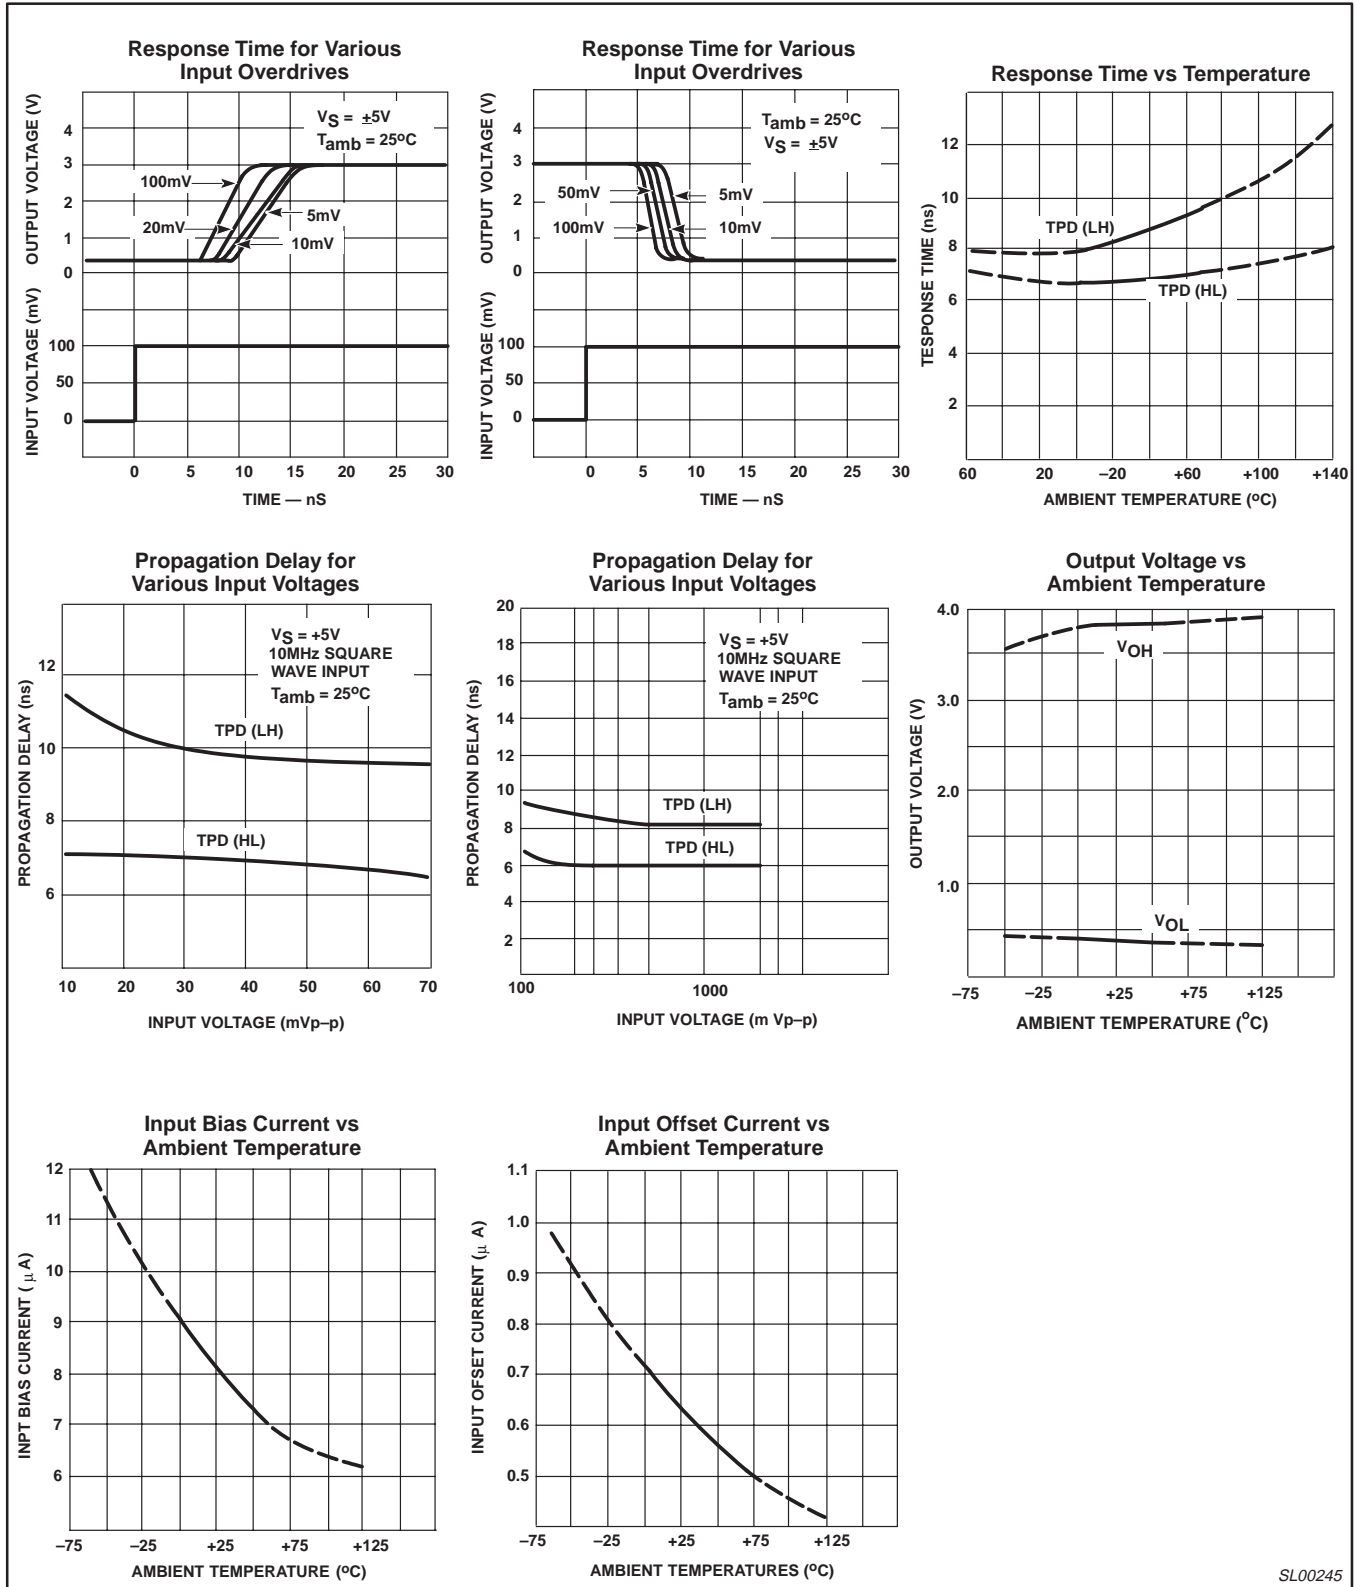 Response Time for Various
Input Overdrives
OUTPUT VOLTAGE (V)
4
3
2
1
0
VS = ±5V
Tamb = 25°C
100mV
20mV
5mV
10mV
INPUT VOLTAGE (mV)
100
50
0
0 5 10 15 20 25 30
TIME — nS
Response Time for Various
Input Overdrives
OUTPUT VOLTAGE (V)
4
3
2
1
0
Tamb = 25°C
VS = ±5V
50mV
100mV
5mV
10mV
INPUT VOLTAGE (mV)
100
50
0
0 5 10 15 20 25 30
TIME — nS
Response Time vs Temperature
TESPONSE TIME (ns)
12
10
8
6
4
2
TPD (LH)
TPD (HL)
60 20 –20 +60 +100 +140
AMBIENT TEMPERATURE (°C)
Propagation Delay for
Various Input Voltages
PROPAGATION DELAY (ns)
12
10
8
6
VS = +5V
10MHz SQUARE
WAVE INPUT
Tamb = 25°C
TPD (LH)
TPD (HL)
10 20 30 40 50 60 70
INPUT VOLTAGE (mVp–p)
Propagation Delay for
Various Input Voltages
PROPAGATION DELAY (ns)
20
18
16
14
12
10
8
6
4
2
VS = +5V
10MHz SQUARE
WAVE INPUT
Tamb = 25°C
TPD (LH)
TPD (HL)
100 1000
INPUT VOLTAGE (m Vp–p)
Output Voltage vs
Ambient Temperature
OUTPUT VOLTAGE (V)
4.0
3.0
2.0
1.0
VOH
VOL
–75 –25 +25 +75 +125
AMBIENT TEMPERATURE (°C)
Input Bias Current vs
Ambient Temperature
INPT BIAS CURRENT ( μ A)
12
11
10
9
8
7
6
–75 –25 +25 +75 +125
AMBIENT TEMPERATURE (°C)
Input Offset Current vs
Ambient Temperature
INPUT OFSET CURRENT (μ A)
1.1
1.0
0.9
0.8
0.7
0.6
0.5
–75 –25 +25 +75 +125
AMBIENT TEMPERATURES (°C)
SL00245